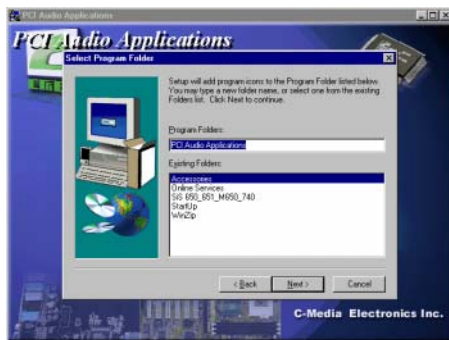 PCI Audio Applications
PCI Audio Applications
Select Program Folder
Setup will add program icons to the Program Folder listed below.
You may type a new folder name, or select one from the existing
Folders list. Click Next to continue.
Program Folders:
PCI Audio Applications
Existing Folders:
Accessories
Online Services
SiS 650_651_M650_740
StartUp
WinZip
< Back
Next >
Cancel
C-Media Electronics Inc.